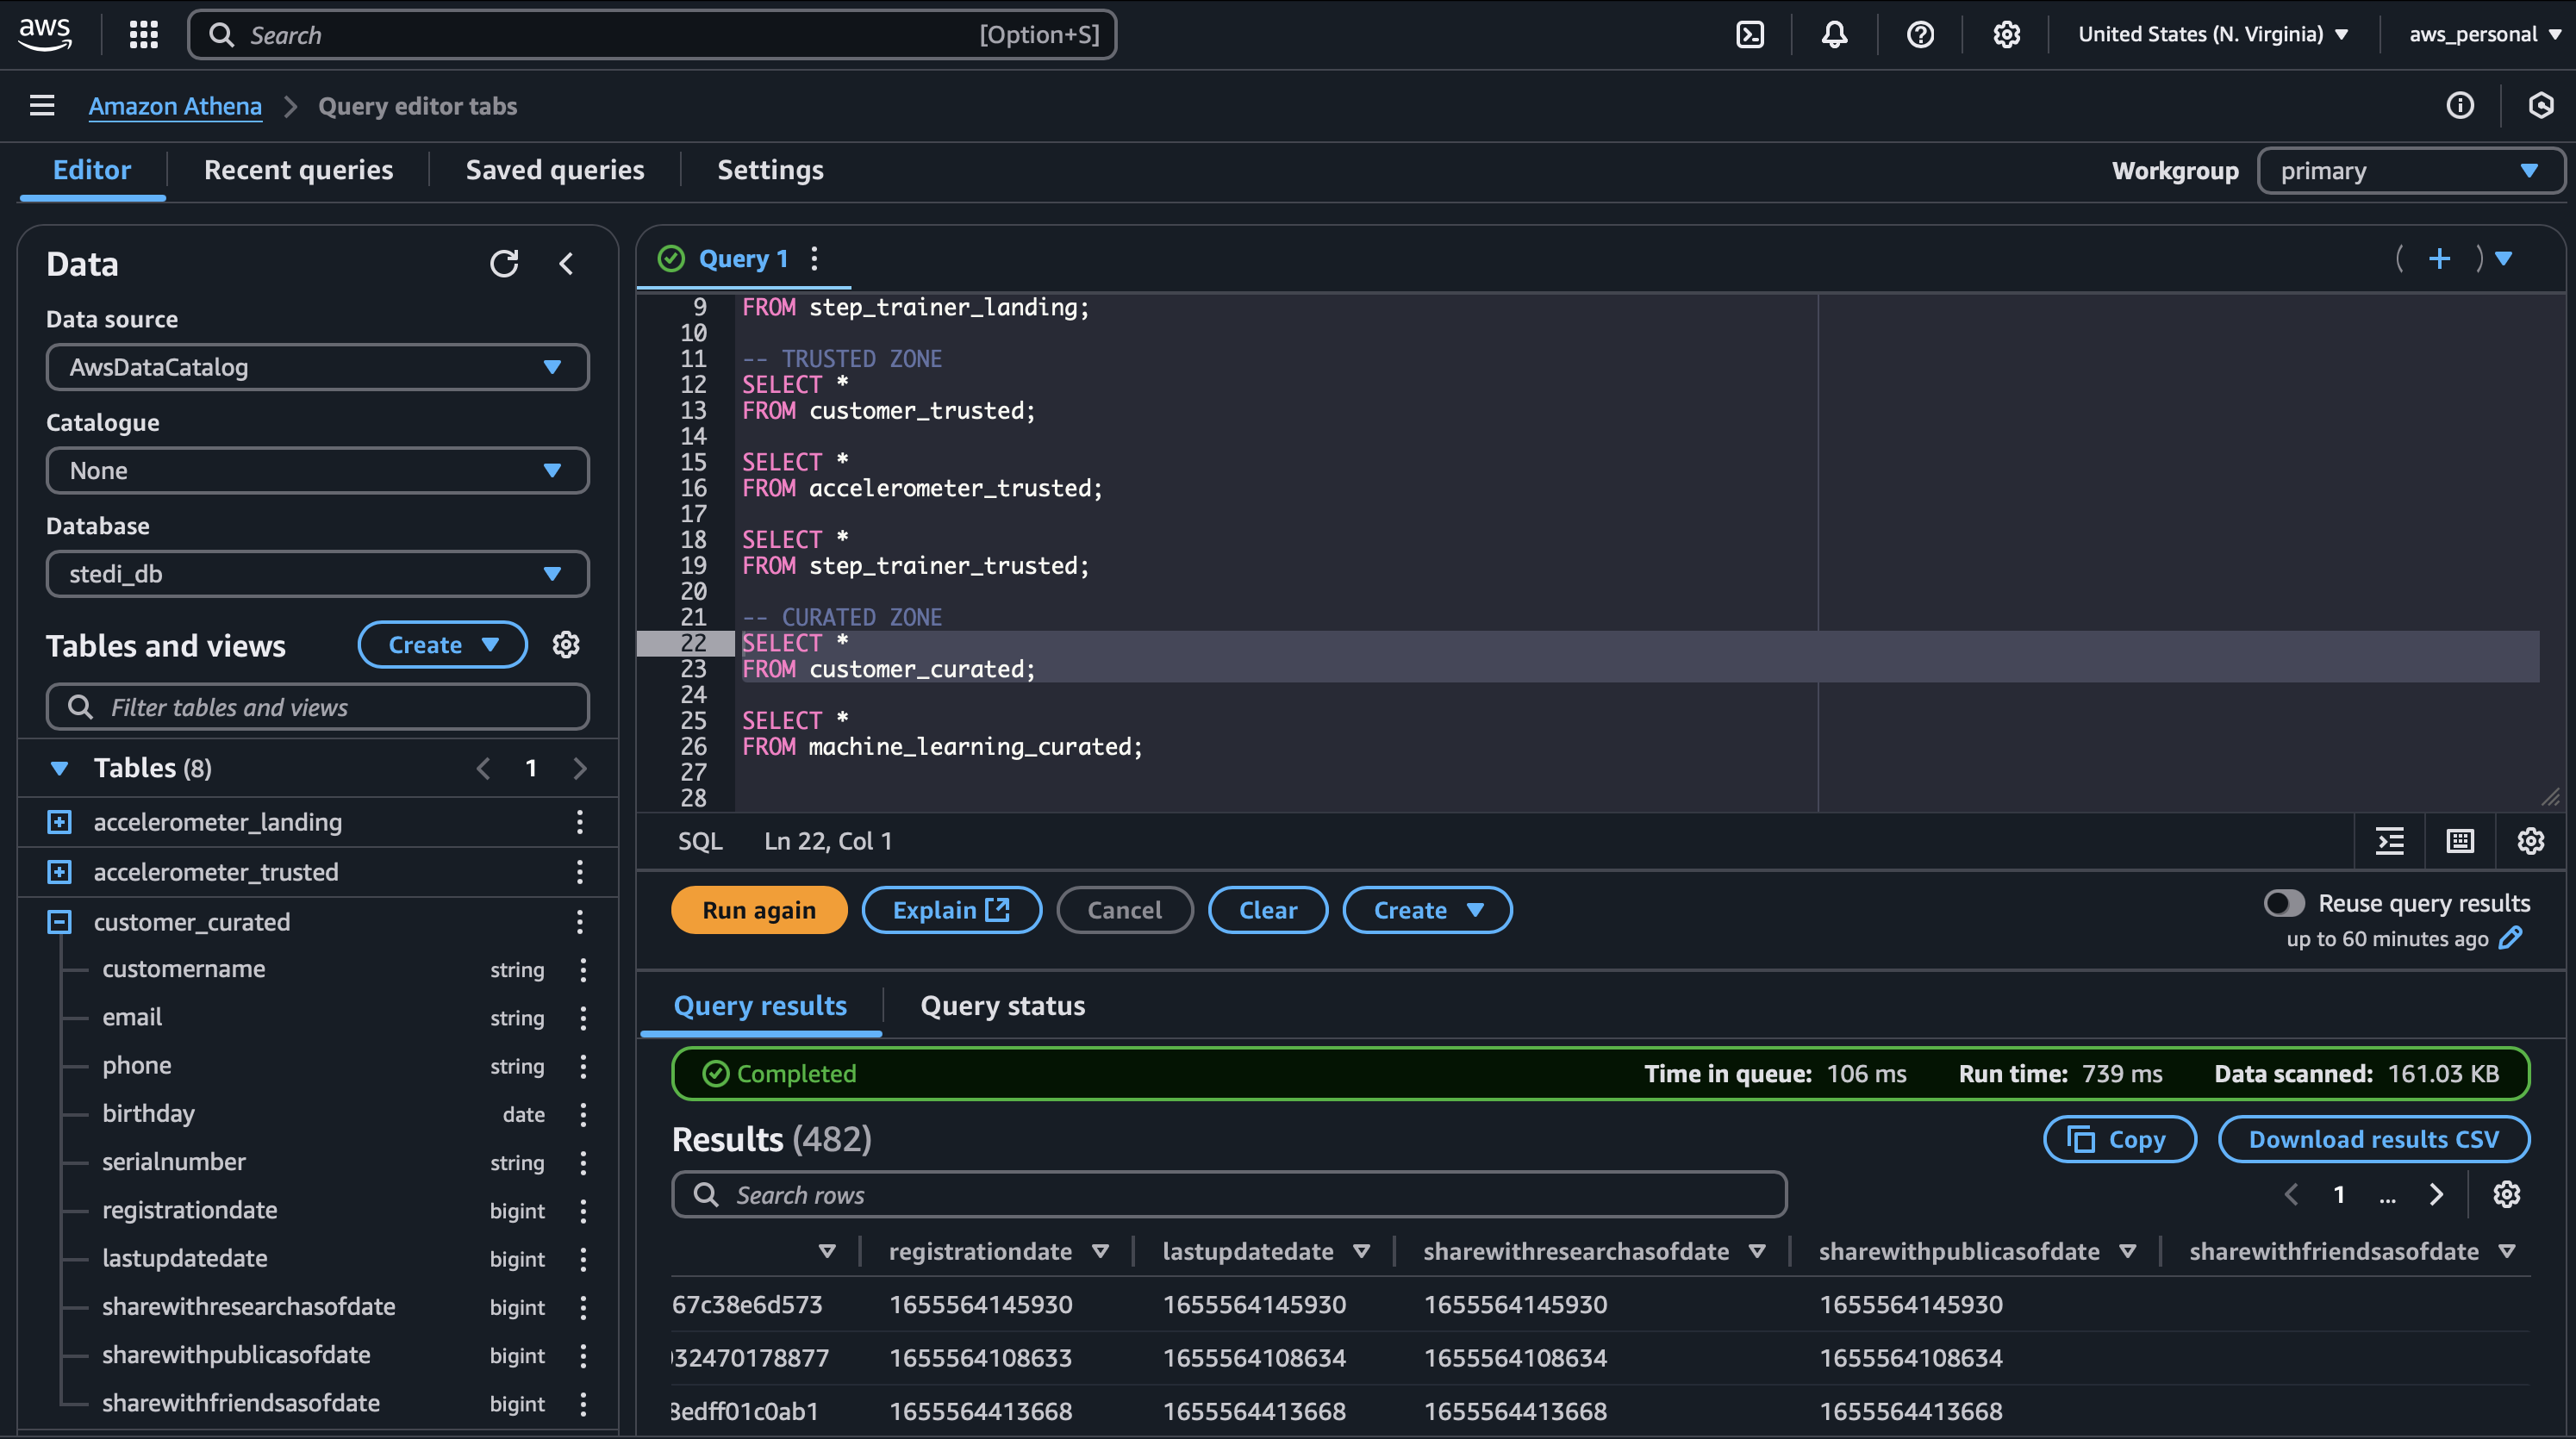 aws
Search [Option+S]
United States (N. Virginia)
aws_personal
Amazon Athena > Query editor tabs
Editor
Recent queries
Saved queries
Settings
Workgroup
primary
Data
Data source
AwsDataCatalog
Catalogue
None
Database
stedi_db
Tables and views
Create
Filter tables and views
Tables (8)
1
accelerometer_landing
accelerometer_trusted
customer_curated
customername string
email string
phone string
birthday date
serialnumber string
registrationdate bigint
lastupdatedate bigint
sharewithresearchasofdate bigint
sharewithpublicasofdate bigint
sharewithfriendsasofdate bigint
Query 1
9 FROM step_trainer_landing;
10
11 -- TRUSTED ZONE
12 SELECT *
13 FROM customer_trusted;
14
15 SELECT *
16 FROM accelerometer_trusted;
17
18 SELECT *
19 FROM step_trainer_trusted;
20
21 -- CURATED ZONE
22 SELECT *
23 FROM customer_curated;
24
25 SELECT *
26 FROM machine_learning_curated;
27
28
SQL Ln 22, Col 1
Run again
Explain
Cancel
Clear
Create
Reuse query results
up to 60 minutes ago
Query results
Query status
Completed
Time in queue: 106 ms Run time: 739 ms Data scanned: 161.03 KB
Results (482)
Copy
Download results CSV
Search rows
1 ...
registrationdate lastupdatedate sharewithresearchasofdate sharewithpublicasofdate sharewithfriendsasofdate
67c38e6d573 1655564145930 1655564145930 1655564145930 1655564145930
32470178877 1655564108633 1655564108634 1655564108634 1655564108634
8edff01c0ab1 1655564413668 1655564413668 1655564413668 1655564413668